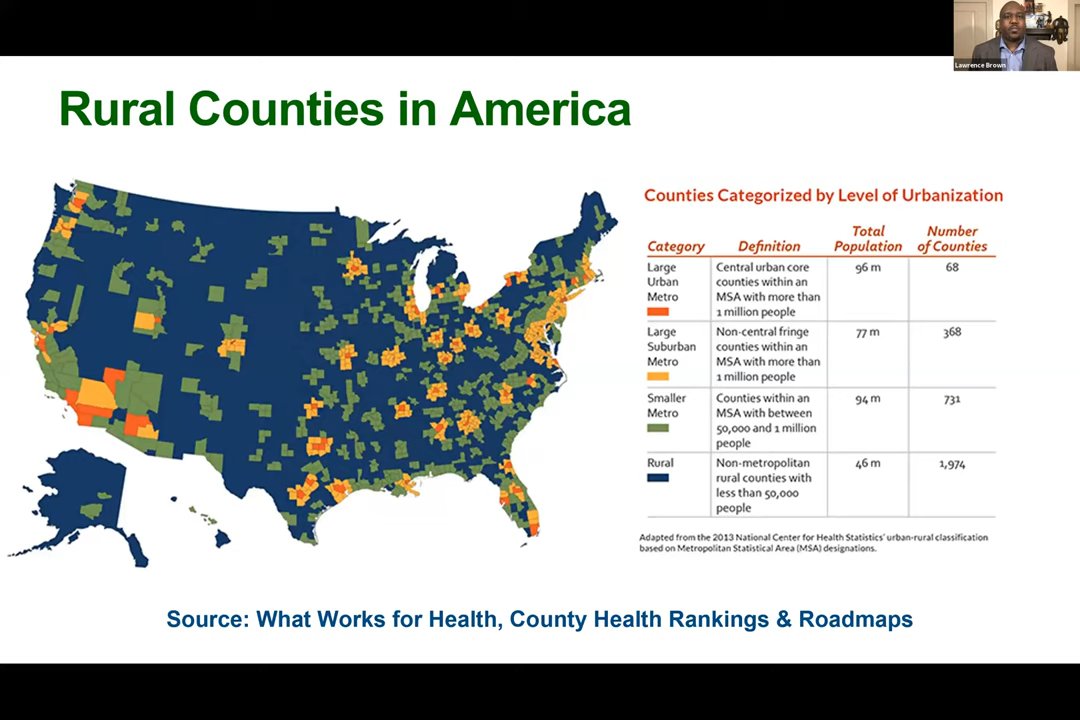 Lawrence Brown
Rural Counties in America
Counties Categorized by Level of Urbanization
Category Definition Total Population Number of Counties
Large Urban Metro
Central urban core
counties within an
MSA with more than
1 million people
96 m
68
Large Suburban Metro
Non-central fringe
counties within an
MSA with more than
1 million people
77 m
368
Smaller Metro
Counties within an
MSA with between
50,000 and 1 million
people
94 m
731
Rural
Non-metropolitan
rural counties with
less than 50,000
people
46 m
1,974
Adapted from the 2013 National Center for Health Statistics' urban-rural classification
based on Metropolitan Statistical Area (MSA) designations.
Source: What Works for Health, County Health Rankings & Roadmaps